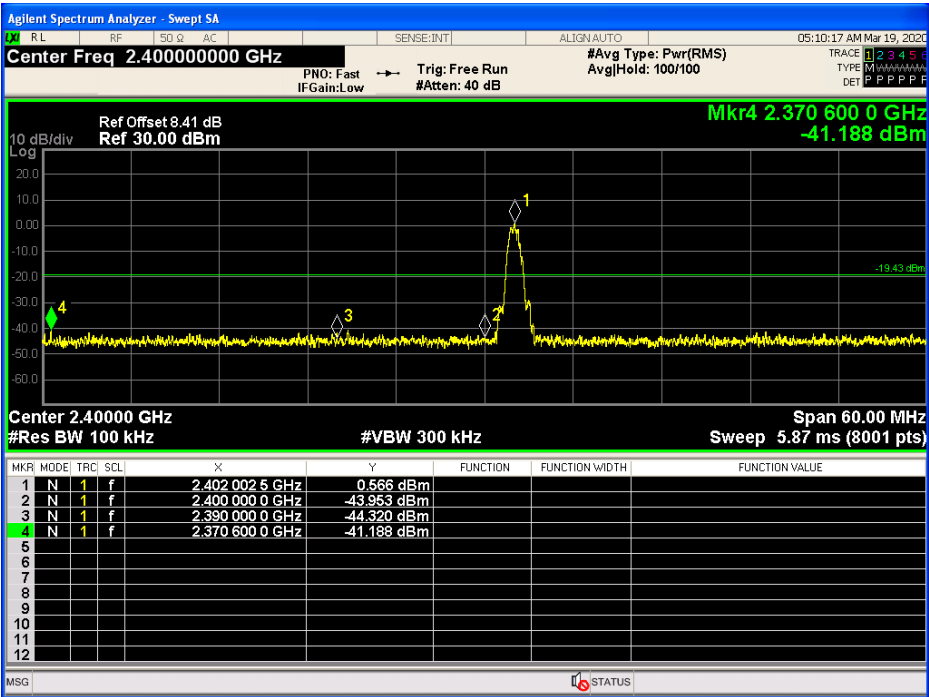 Agilent Spectrum Analyzer - Swept SA
LXI RL RF 50 Ω AC SENSE:INT ALIGN AUTO 05:10:17 AM Mar 19, 2020
Center Freq 2.400000000 GHz #Avg Type: Pwr(RMS) TRACE 1 2 3 4 5 6
PNO: Fast Trig: Free Run Avg|Hold: 100/100 TYPE M
IFGain:Low #Atten: 40 dB DET P P P P P
Mkr4 2.370 600 0 GHz
-41.188 dBm
Ref Offset 8.41 dB
10 dB/div Ref 30.00 dBm
Log
20.0
10.0
1
0.00
-10.0
-19.43 dBm
-20.0
-30.0
4
3
2
-40.0
-50.0
-60.0
Center 2.40000 GHz Span 60.00 MHz
#Res BW 100 kHz #VBW 300 kHz Sweep 5.87 ms (8001 pts)
MKR MODE TRC SCL X Y FUNCTION FUNCTION WIDTH FUNCTION VALUE
1 N 1 f 2.402 002 5 GHz 0.566 dBm
2 N 1 f 2.400 000 0 GHz -43.953 dBm
3 N 1 f 2.390 000 0 GHz -44.320 dBm
4 N 1 f 2.370 600 0 GHz -41.188 dBm
5
6
7
8
9
10
11
12
MSG STATUS